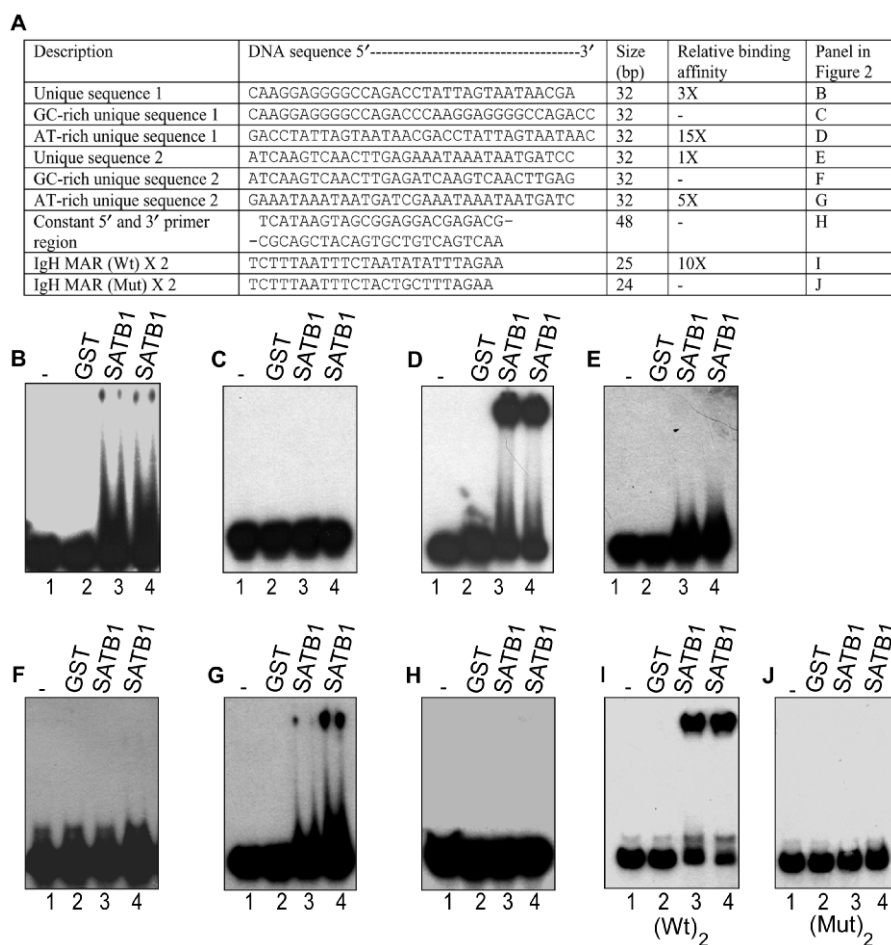 A
Description DNA sequence 5′-----------------------------------3′ Size (bp) Relative binding affinity Panel in Figure 2
Unique sequence 1 CAAGGAGGGGCCAGACCTATTAGTAATAACGA 32 3X B
GC-rich unique sequence 1 CAAGGAGGGGCCAGACCCAAGGAGGGGCCAGACC 32 - C
AT-rich unique sequence 1 GACCTATTAGTAATAACGACCTATTAGTAATAAC 32 15X D
Unique sequence 2 ATCAAGTCAACTTGAGAAATAAATAATGATCC 32 1X E
GC-rich unique sequence 2 ATCAAGTCAACTTGAGATCAAGTCAACTTGAG 32 - F
AT-rich unique sequence 2 GAAATAAATAATGATCGAAATAAATAATGATC 32 5X G
Constant 5′ and 3′ primer TCATAAGTAGCGGAGGACGAGACG- 48 - H
region -CGCAGCTACAGTGCTGTCAGTCAA
IgH MAR (Wt) X 2 TCTTTAATTTCTAATATATTTAGAA 25 10X I
IgH MAR (Mut) X 2 TCTTTAATTTCTACTGCTTTAGAA 24 - J
B - GST SATB1 SATB1
1 2 3 4
C - GST SATB1 SATB1
1 2 3 4
D - GST SATB1 SATB1
1 2 3 4
E - GST SATB1 SATB1
1 2 3 4
F - GST SATB1 SATB1
1 2 3 4
G - GST SATB1 SATB1
1 2 3 4
H - GST SATB1 SATB1
1 2 3 4
I - GST SATB1 SATB1
1 2 3 4
(Wt)2
J - GST SATB1 SATB1
1 2 3 4
(Mut)2